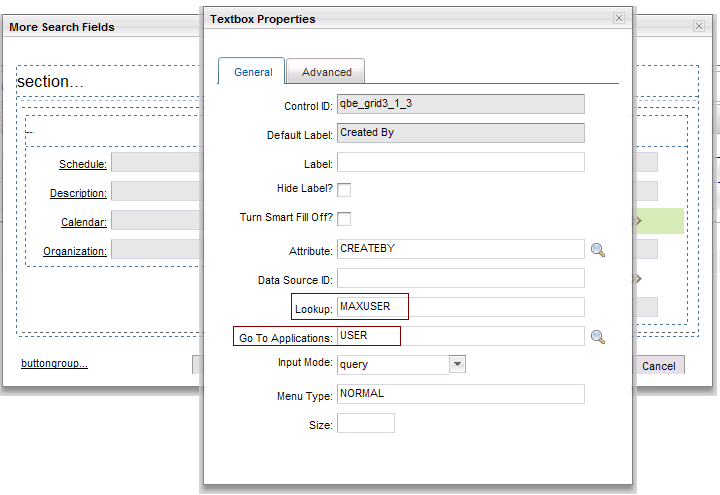 More Search Fields
section...
...
Schedule:
Description:
Calendar:
Organization:
buttongroup...
Cancel
Textbox Properties
General
Advanced
Control ID: qbe_grid3_1_3
Default Label: Created By
Label:
Hide Label?
Turn Smart Fill Off?
Attribute: CREATEBY
Data Source ID:
Lookup: MAXUSER
Go To Applications: USER
Input Mode: query
Menu Type: NORMAL
Size: